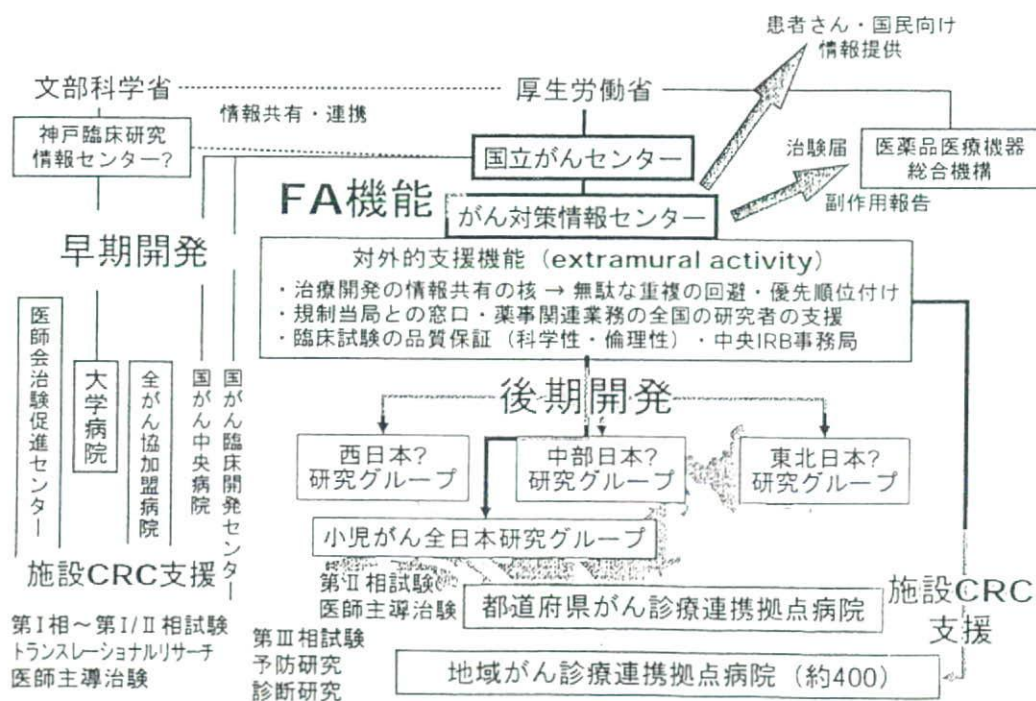 患者さん・国民向け
情報提供
文部科学省
厚生労働省
情報共有・連携
神戸臨床研究
情報センター?
国立がんセンター
治験届
医薬品医療機器
総合機構
副作用報告
FA機能
がん対策情報センター
早期開発
対外的支援機能 (extramural activity)
・治療開発の情報共有の核 → 無駄な重複の回避・優先順位付け
・規制当局との窓口・薬事関連業務の全国の研究者の支援
・臨床試験の品質保証 (科学性・倫理性)・中央IRB事務局
医師会治験促進センター
大学病院
全がん協加盟病院
国がん中央病院
国がん臨床開発センター
後期開発
西日本?
研究グループ
中部日本?
研究グループ
東北日本?
研究グループ
小児がん全日本研究グループ
施設CRC支援
第Ⅱ相試験
医師主導治験
都道府県がん診療連携拠点病院
施設CRC
支援
第Ⅰ相～第Ⅰ/Ⅱ相試験
トランスレーショナルリサーチ
医師主導治験
第Ⅲ相試験
予防研究
診断研究
地域がん診療連携拠点病院 (約400)